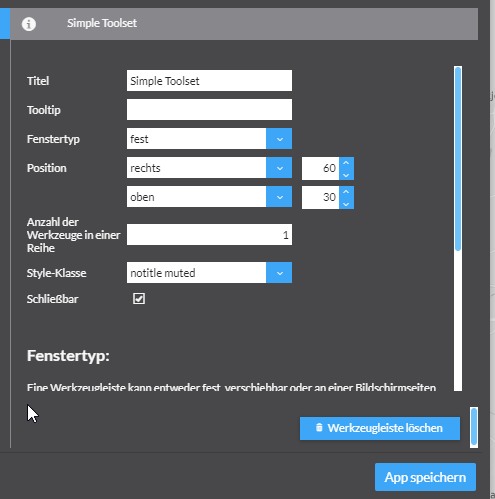 Simple Toolset
Titel Simple Toolset
Tooltip
Fenstertyp fest
Position rechts 60
oben 30
Anzahl der
Werkzeuge in einer
Reihe
1
Style-Klasse notitle muted
Schließbar
Fenstertyp:
Eine Werkzeugleiste kann entweder fest, verschiebbar oder an einer Bildschirmseiten
Werkzeugleiste löschen
App speichern